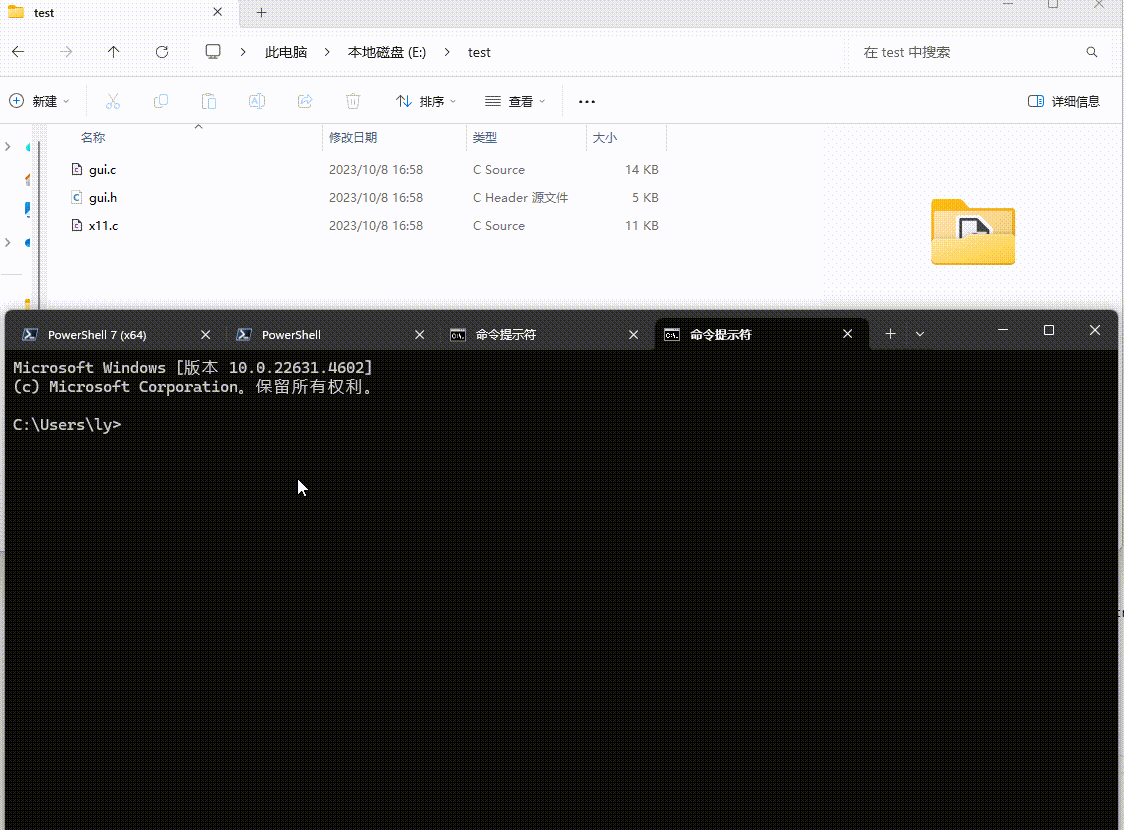 test
此电脑 本地磁盘 (E:) test 在 test 中搜索
新建 排序 查看 详细信息
名称 修改日期 类型 大小
gui.c 2023/10/8 16:58 C Source 14 KB
gui.h 2023/10/8 16:58 C Header 源文件 5 KB
x11.c 2023/10/8 16:58 C Source 11 KB
PowerShell 7 (x64) PowerShell 命令提示符 命令提示符
Microsoft Windows [版本 10.0.22631.4602]
(c) Microsoft Corporation。保留所有权利。
C:\Users\ly>